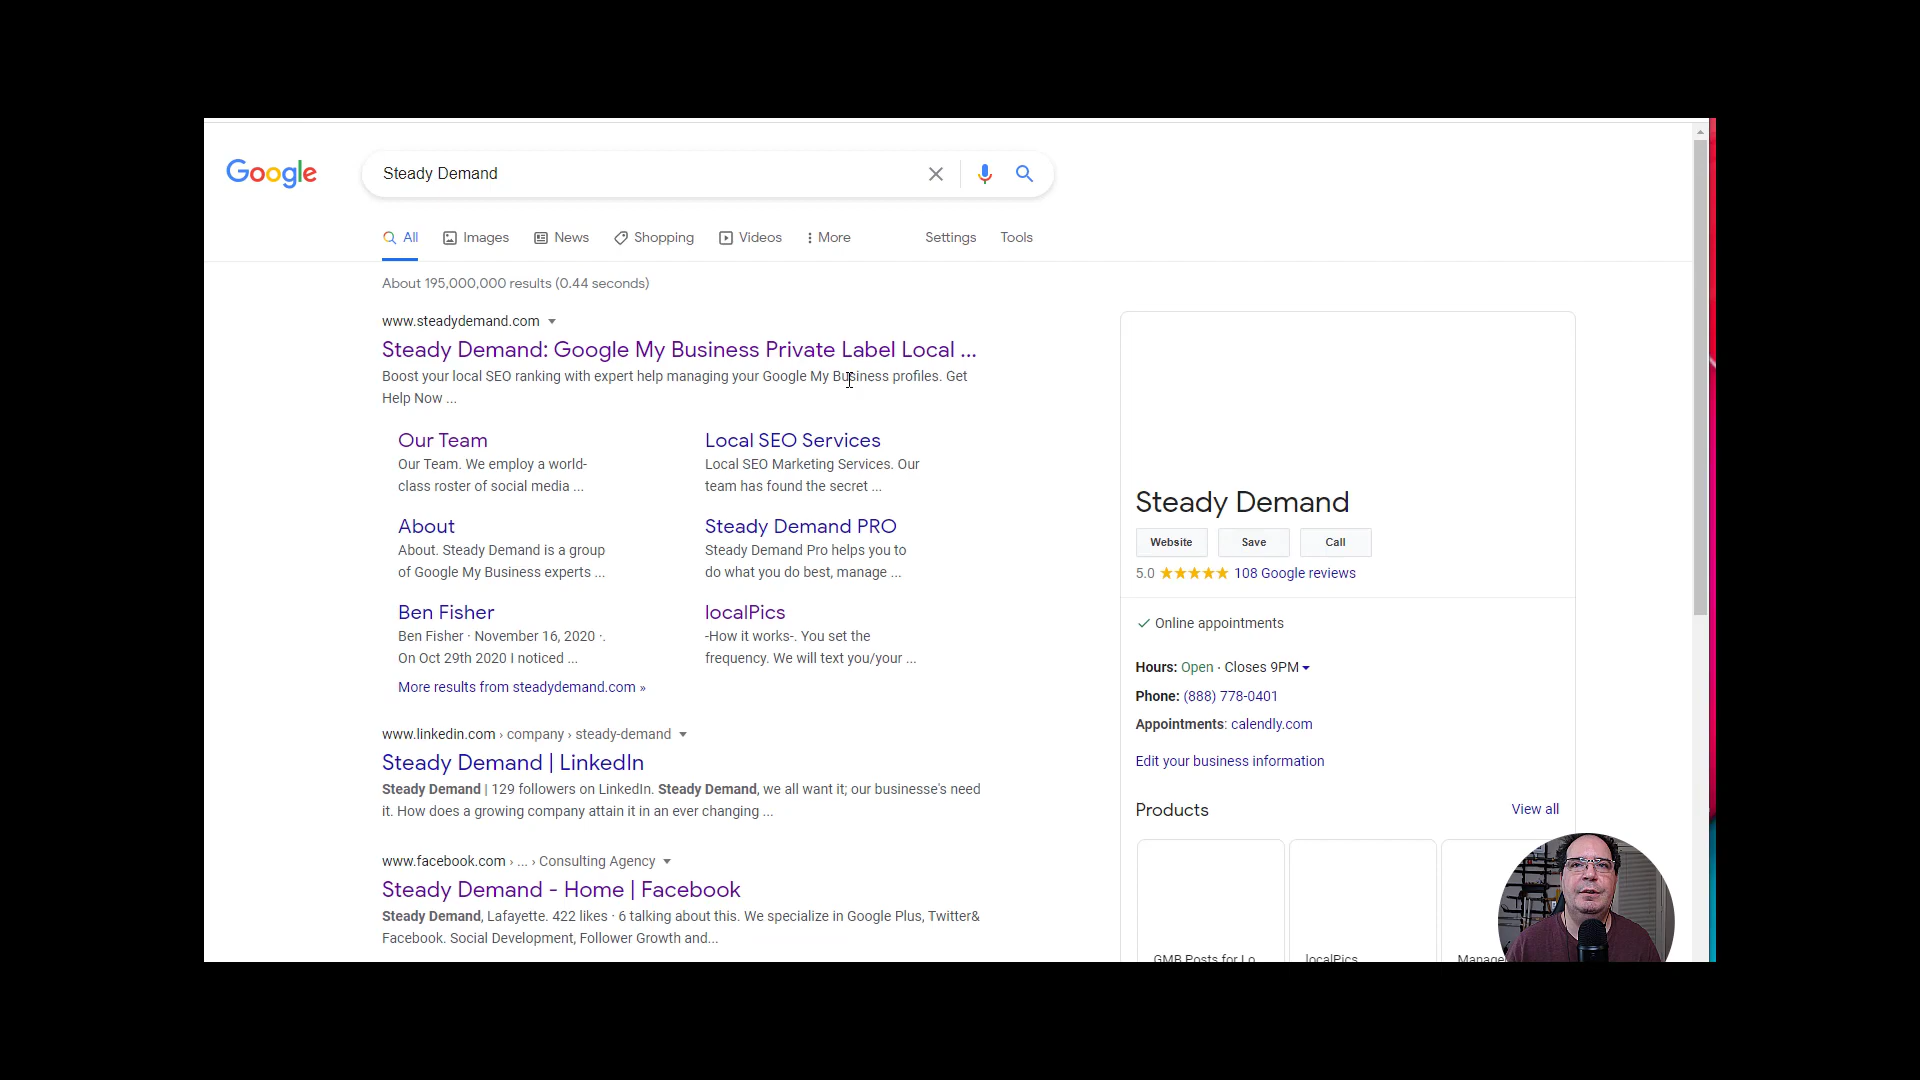 Google
Steady Demand
All Images News Shopping Videos More Settings Tools
About 195,000,000 results (0.44 seconds)
www.steadydemand.com
Steady Demand: Google My Business Private Label Local ...
Boost your local SEO ranking with expert help managing your Google My Business profiles. Get
Help Now ...
Our Team
Our Team. We employ a world-
class roster of social media ...
Local SEO Services
Local SEO Marketing Services. Our
team has found the secret ...
About
About. Steady Demand is a group
of Google My Business experts ...
Steady Demand PRO
Steady Demand Pro helps you to
do what you do best, manage ...
Ben Fisher
Ben Fisher · November 16, 2020 ·.
On Oct 29th 2020 I noticed ...
localPics
-How it works-. You set the
frequency. We will text you/your ...
More results from steadydemand.com »
www.linkedin.com › company › steady-demand
Steady Demand | LinkedIn
Steady Demand | 129 followers on LinkedIn. Steady Demand, we all want it; our businesse's need
it. How does a growing company attain it in an ever changing ...
www.facebook.com › ... › Consulting Agency
Steady Demand - Home | Facebook
Steady Demand, Lafayette. 422 likes · 6 talking about this. We specialize in Google Plus, Twitter&
Facebook. Social Development, Follower Growth and...
Steady Demand
Website Save Call
5.0 108 Google reviews
Online appointments
Hours: Open · Closes 9PM
Phone: (888) 778-0401
Appointments: calendly.com
Edit your business information
Products View all
GMB Posts for Lo localPics Manage